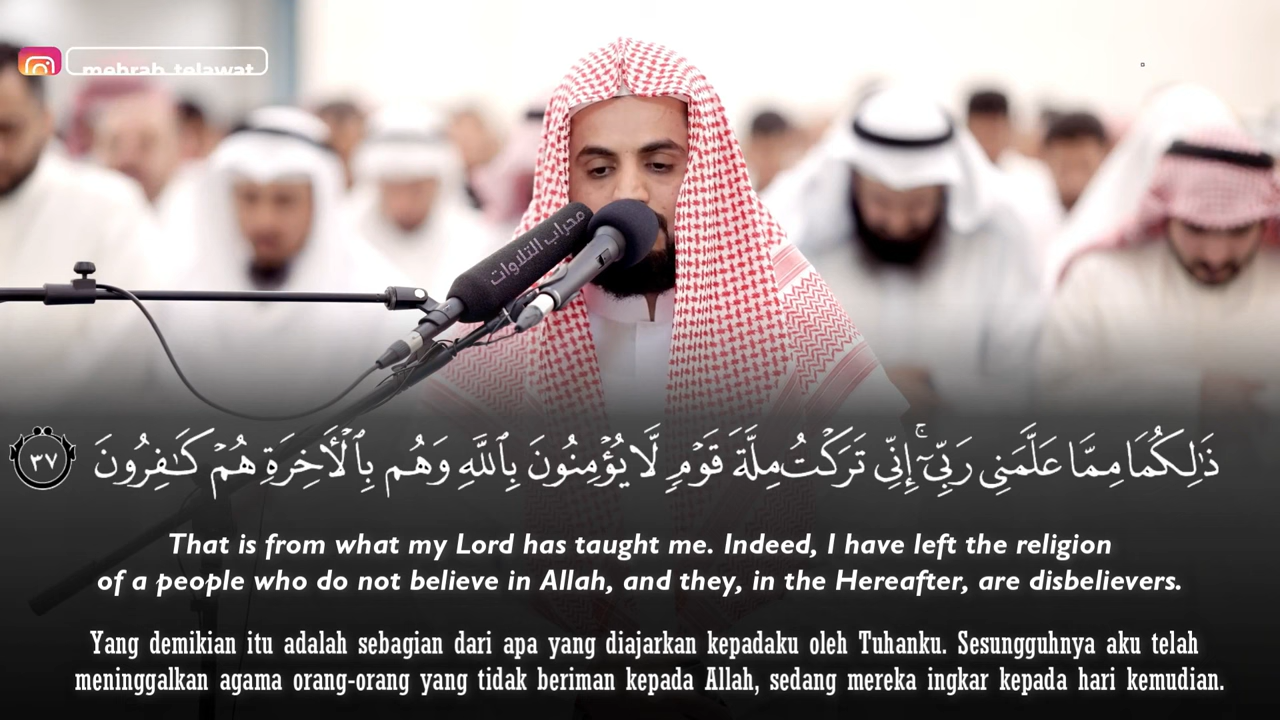 mehrab_telawat
محراب التلاوات
ذَٰلِكُمَا مِمَّا عَلَّمَنِى رَبِّىٓ ۚ إِنِّى تَرَكْتُ مِلَّةَ قَوْمٍ لَّا يُؤْمِنُونَ بِٱللَّهِ وَهُم بِٱلْـَٔاخِرَةِ هُمْ كَـٰفِرُونَ ٣٧
That is from what my Lord has taught me. Indeed, I have left the religion
of a people who do not believe in Allah, and they, in the Hereafter, are disbelievers.
Yang demikian itu adalah sebagian dari apa yang diajarkan kepadaku oleh Tuhanku. Sesungguhnya aku telah
meninggalkan agama orang-orang yang tidak beriman kepada Allah, sedang mereka ingkar kepada hari kemudian.